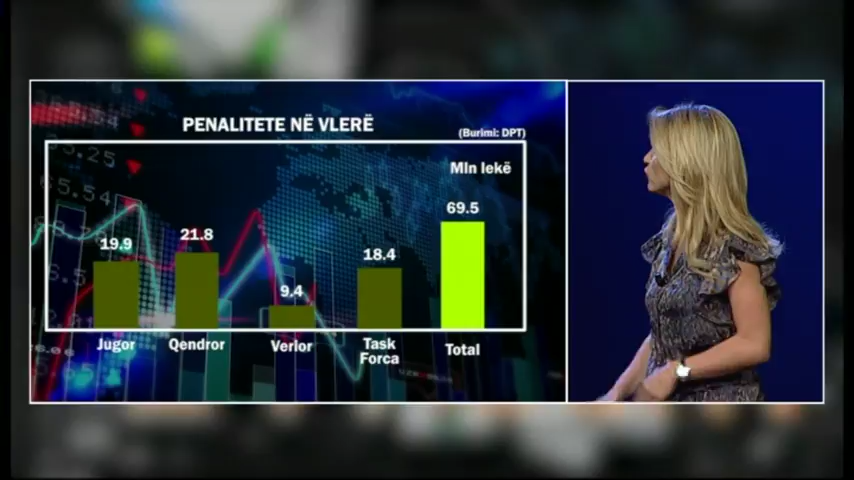 PENALITETE NË VLERË
(Burimi: DPT)
Mln lekë
19.9
21.8
9.4
18.4
69.5
Jugor
Qendror
Verior
Task
Forca
Total